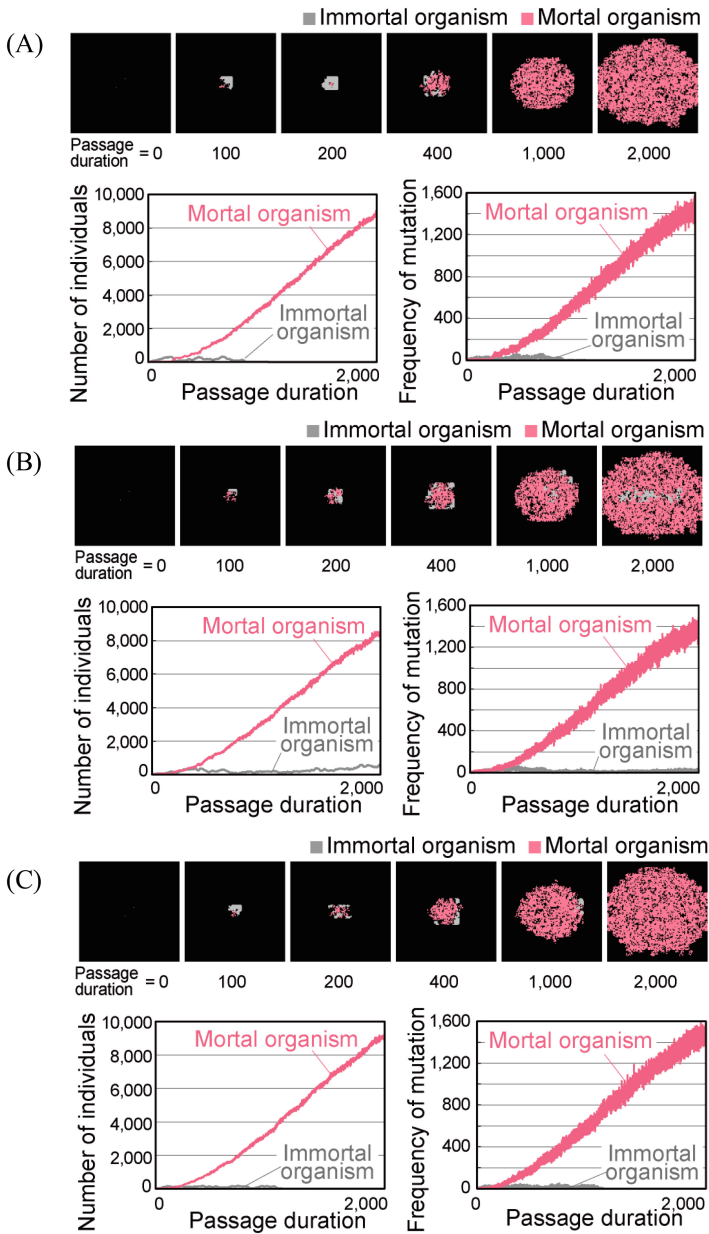 (A)
Immortal organism Mortal organism
Passage
duration = 0 100 200 400 1,000 2,000
Number of individuals
10,000
8,000
6,000
4,000
2,000
0
Mortal organism
Immortal
organism
0 2,000
Passage duration
Frequency of mutation
1,600
1,200
800
400
0
Mortal organism
Immortal
organism
0 2,000
Passage duration
(B)
Immortal organism Mortal organism
Passage
duration = 0 100 200 400 1,000 2,000
Number of individuals
10,000
8,000
6,000
4,000
2,000
0
Mortal organism
Immortal
organism
0 2,000
Passage duration
Frequency of mutation
1,600
1,200
800
400
0
Mortal organism
Immortal
organism
0 2,000
Passage duration
(C)
Immortal organism Mortal organism
Passage
duration = 0 100 200 400 1,000 2,000
Number of individuals
10,000
8,000
6,000
4,000
2,000
0
Mortal organism
Immortal
organism
0 2,000
Passage duration
Frequency of mutation
1,600
1,200
800
400
0
Mortal organism
Immortal
organism
0 2,000
Passage duration